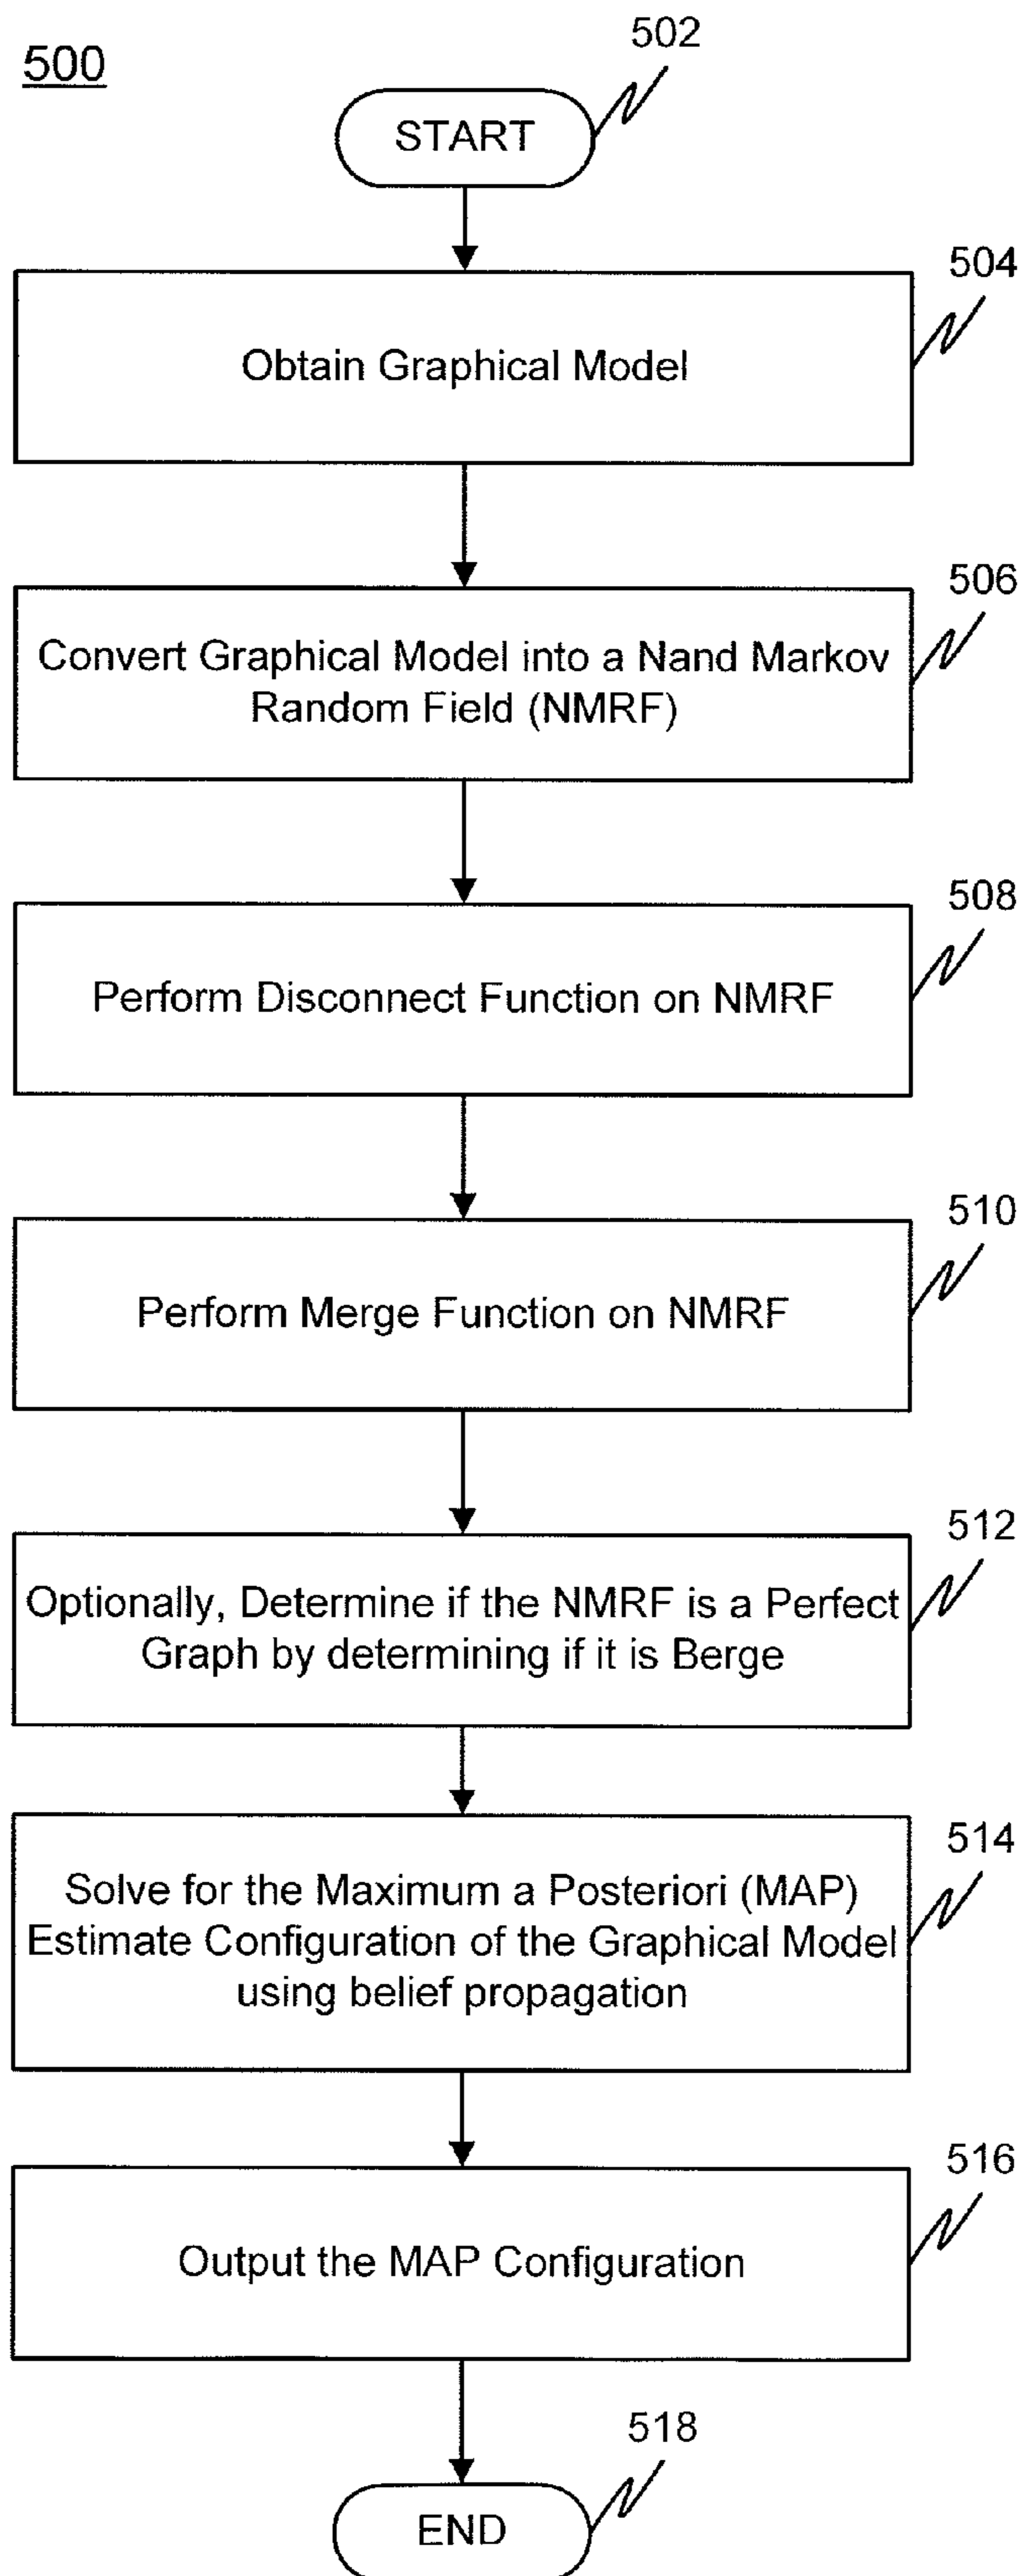 500
502
START
504
Obtain Graphical Model
506
Convert Graphical Model into a Nand Markov
Random Field (NMRF)
508
Perform Disconnect Function on NMRF
510
Perform Merge Function on NMRF
512
Optionally, Determine if the NMRF is a Perfect
Graph by determining if it is Berge
514
Solve for the Maximum a Posteriori (MAP)
Estimate Configuration of the Graphical Model
using belief propagation
516
Output the MAP Configuration
518
END